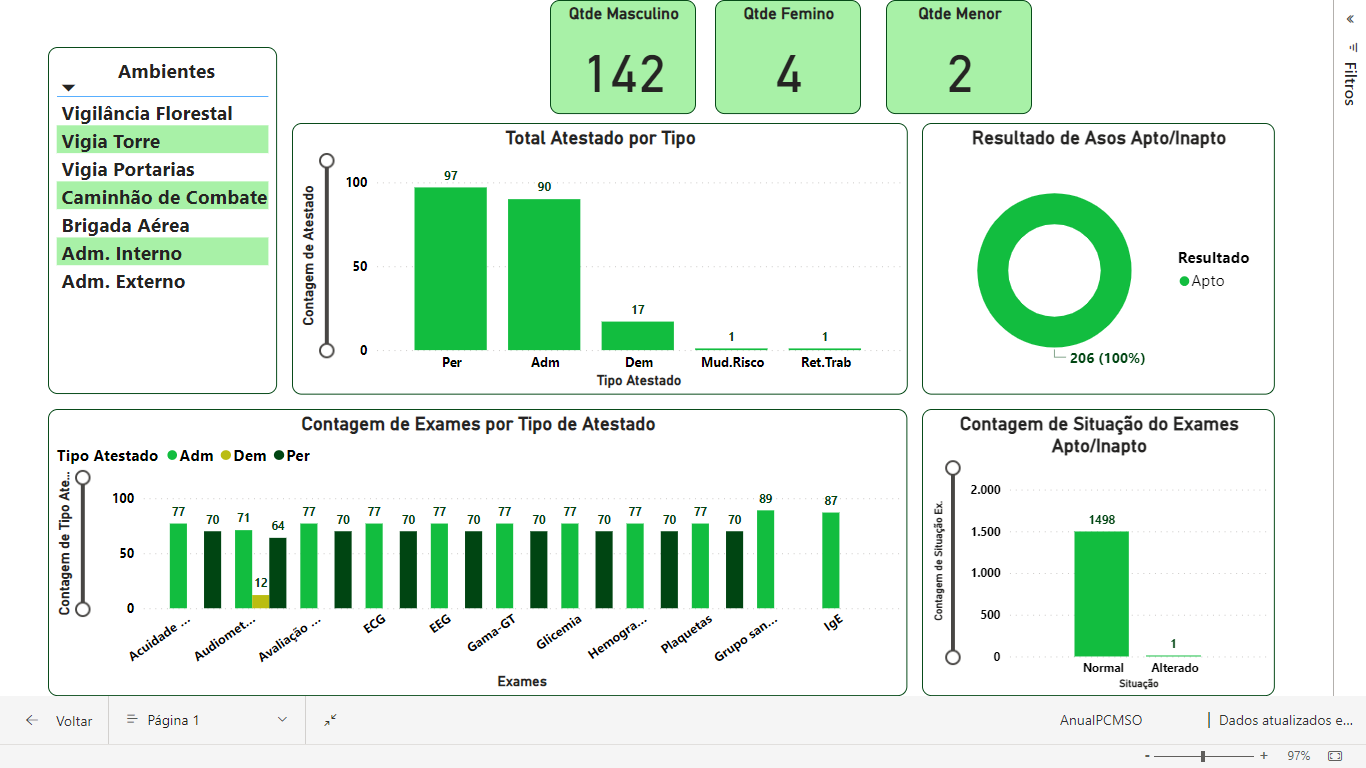 Qtde Masculino
142
Qtde Femino
4
Qtde Menor
2
Filtros
Ambientes
Vigilância Florestal
Vigia Torre
Vigia Portarias
Caminhão de Combate
Brigada Aérea
Adm. Interno
Adm. Externo
Total Atestado por Tipo
Contagem de Atestado
100
50
0
97
90
17
1
1
Per
Adm
Dem
Mud.Risco
Ret.Trab
Tipo Atestado
Resultado de Asos Apto/Inapto
Resultado
Apto
206 (100%)
Contagem de Exames por Tipo de Atestado
Tipo Atestado Adm Dem Per
Contagem de Tipo Ate...
100
50
0
77 70 71 12 64 77 70 77 70 77 70 77 70 77 70 77 70 77 70 89 87
Acuidade ...
Audiomet...
Avaliação ...
ECG
EEG
Gama-GT
Glicemia
Hemogra...
Plaquetas
Grupo san...
IgE
Exames
Contagem de Situação do Exames
Apto/Inapto
Contagem de Situação Ex.
2.000
1.500
1.000
500
0
1498
1
Normal
Alterado
Situação
Voltar
Página 1
AnualPCMSO
Dados atualizados e...
- + 97%